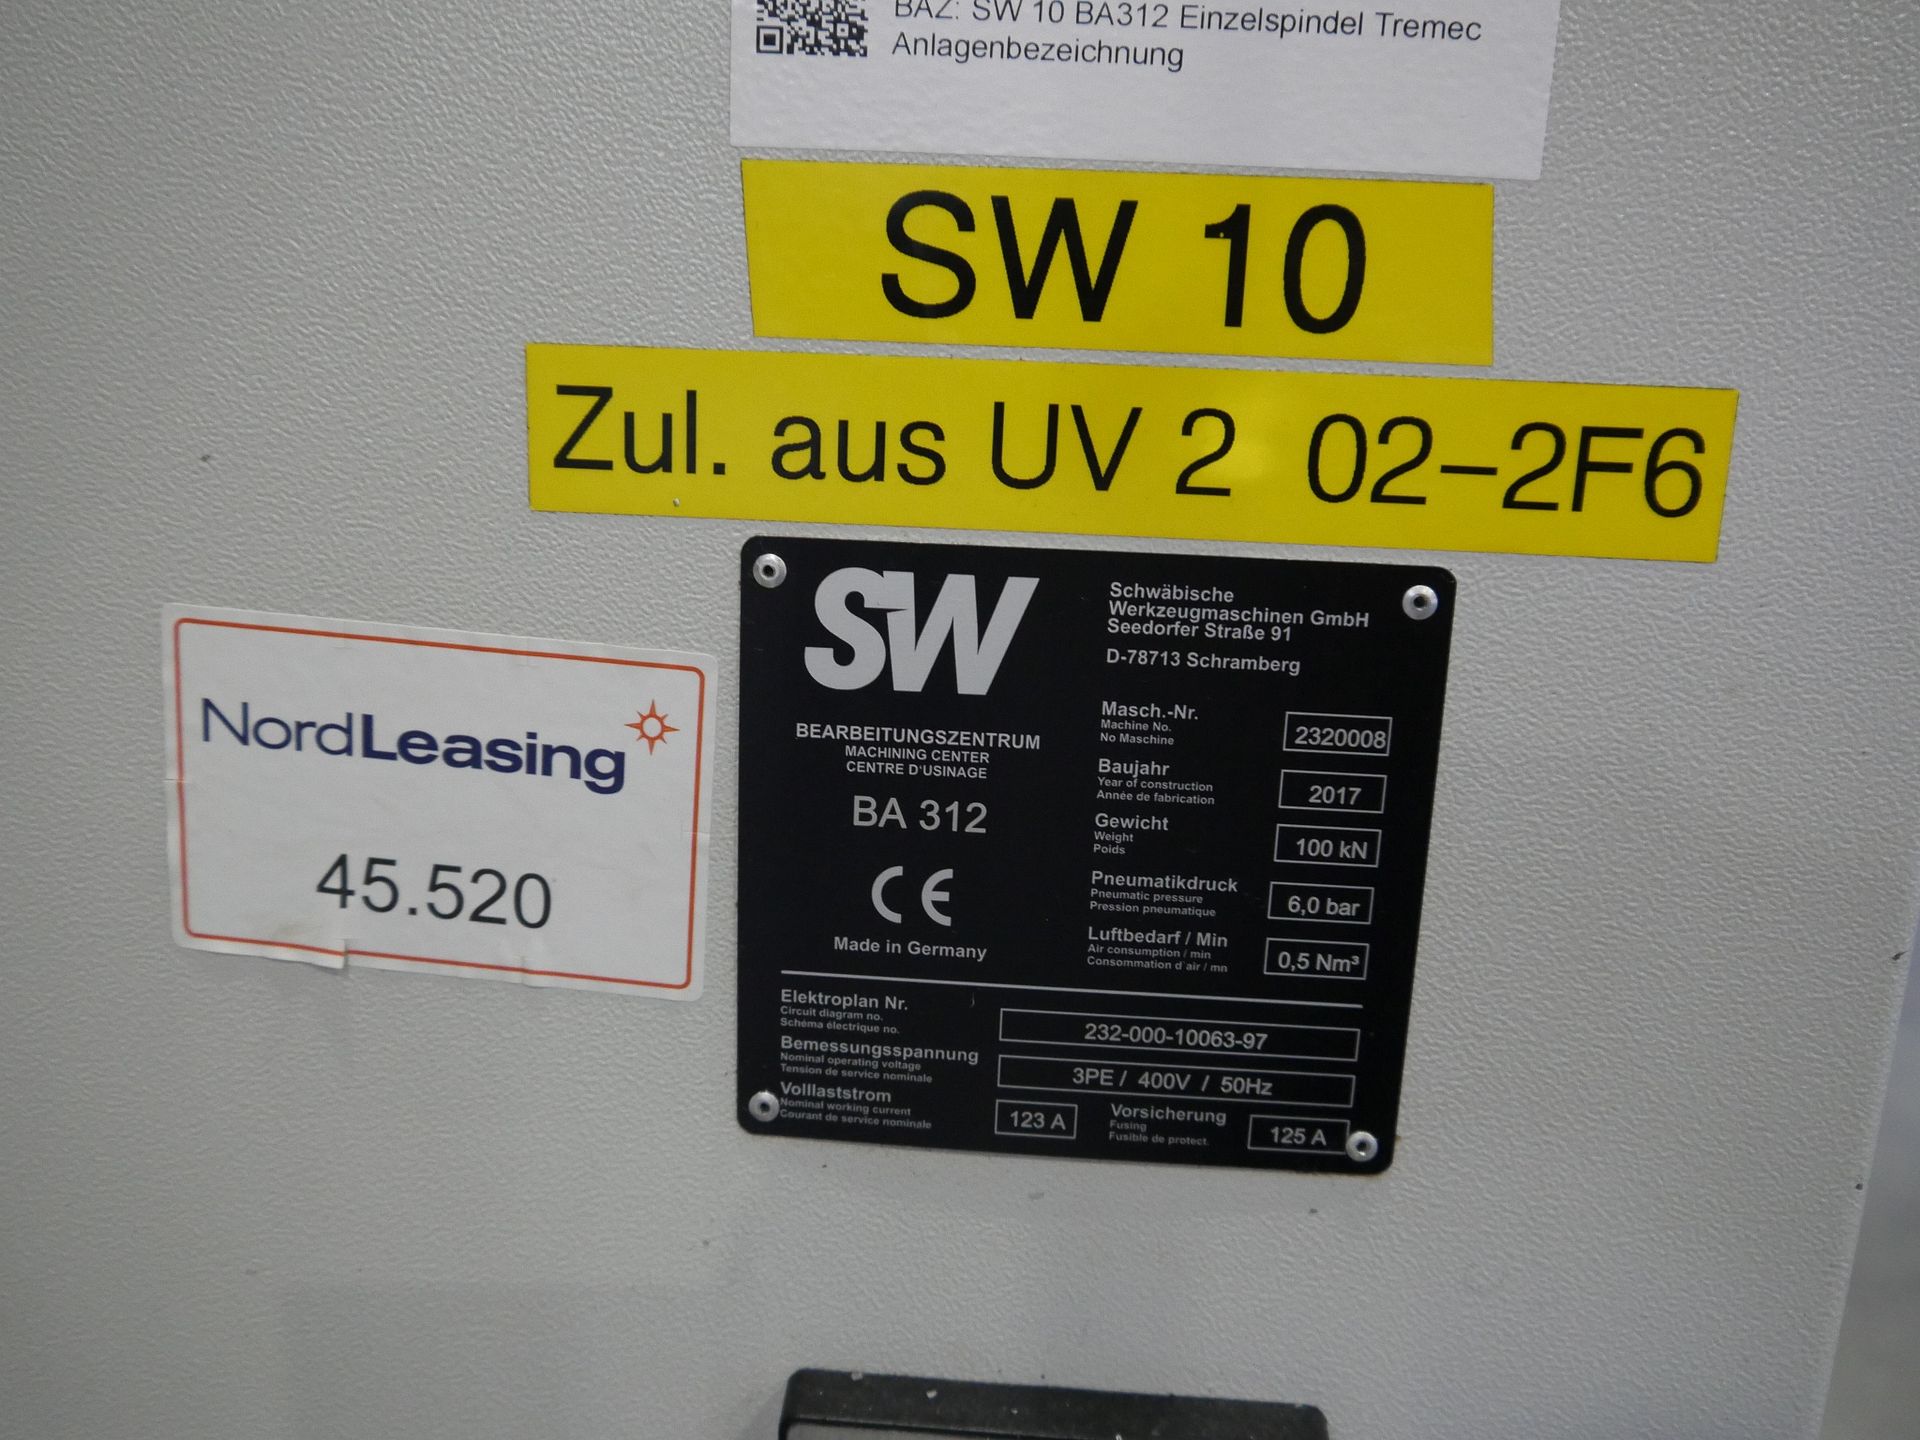 BAZ: SW 10 BA312 Einzelspindel Tremec
Anlagenbezeichnung
SW 10
Zul. aus UV 2 02-2F6
NordLeasing
45.520
SW
BEARBEITUNGSZENTRUM
MACHINING CENTER
CENTRE D'USINAGE
BA 312
CE
Made in Germany
Schwäbische
Werkzeugmaschinen GmbH
Seedorfer Straße 91
D-78713 Schramberg
Masch.-Nr.
Machine No.
No Maschine
2320008
Baujahr
Year of construction
Année de fabrication
2017
Gewicht
Weight
Poids
100 kN
Pneumatikdruck
Pneumatic pressure
Pression pneumatique
6,0 bar
Luftbedarf / Min
Air consumption / min
Consommation d'air / mn
0,5 Nm³
Elektroplan Nr.
Circuit diagram no.
Schéma électrique no.
232-000-10063-97
Bemessungsspannung
Nominal operating voltage
Tension de service nominale
3PE / 400V / 50Hz
Volllaststrom
Nominal working current
Courant de service nominale
123 A
Vorsicherung
Fusing
Fusible de protect.
125 A